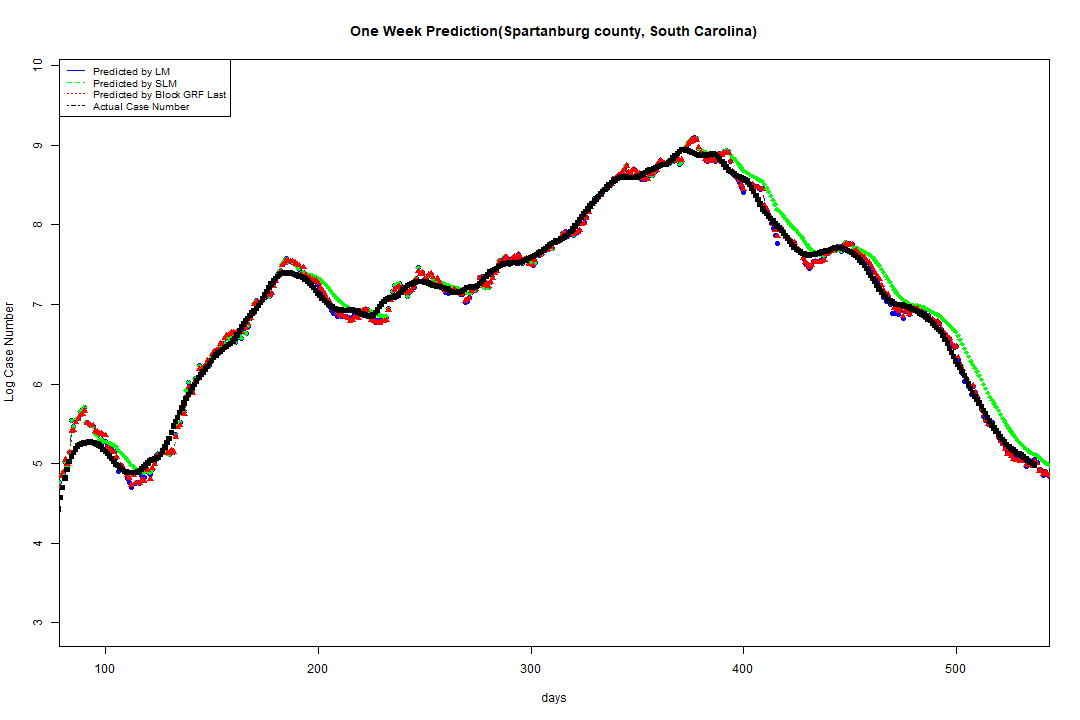 One Week Prediction(Spartanburg county, South Carolina)
Predicted by LM
Predicted by SLM
Predicted by Block GRF Last
Actual Case Number
Log Case Number
10
9
8
7
6
5
4
3
100 200 300 400 500
days